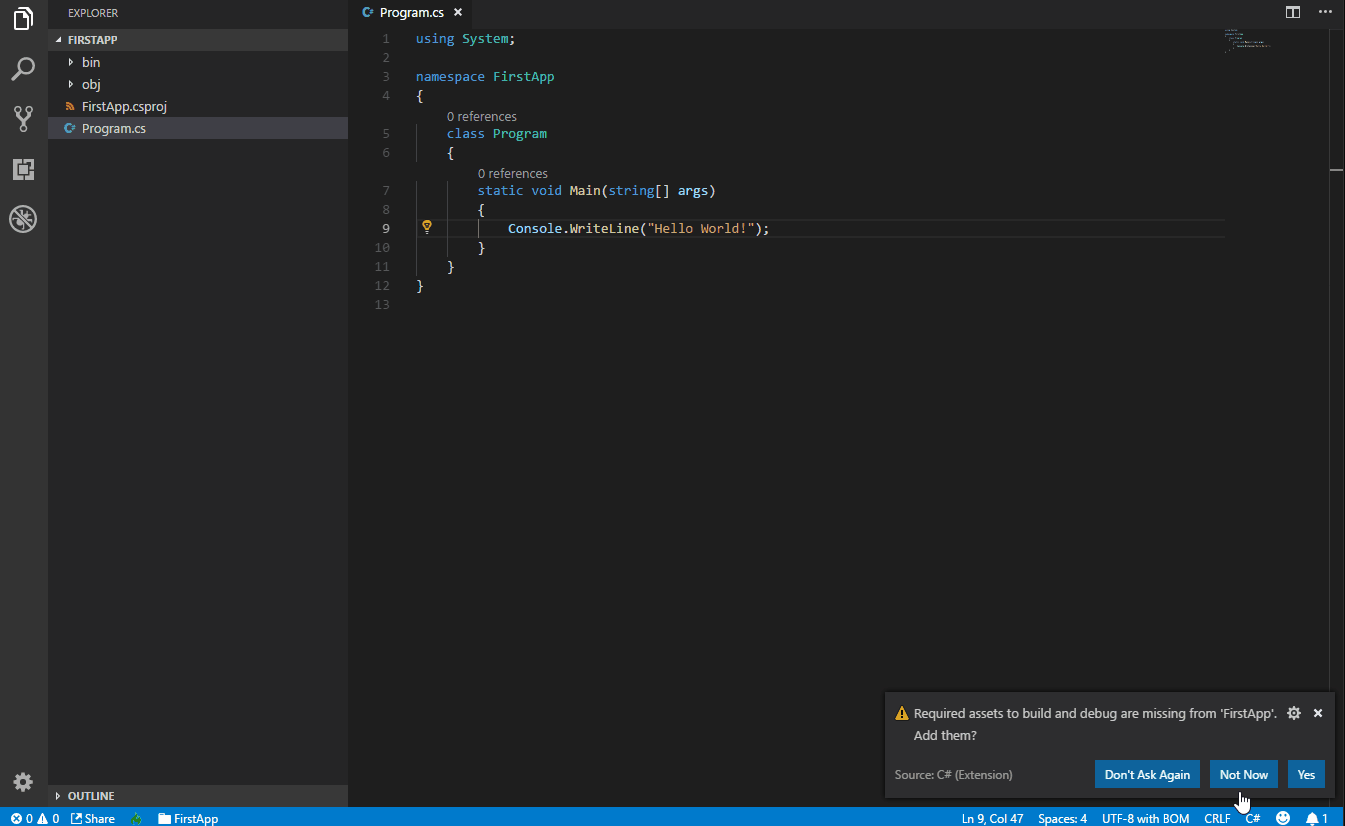 EXPLORER
FIRSTAPP
bin
obj
FirstApp.csproj
Program.cs
OUTLINE
Program.cs
1 using System;
2
3 namespace FirstApp
4 {
0 references
5 class Program
6 {
0 references
7 static void Main(string[] args)
8 {
9 Console.WriteLine("Hello World!");
10 }
11 }
12 }
13
Required assets to build and debug are missing from 'FirstApp'.
Add them?
Source: C# (Extension)
Don't Ask Again
Not Now
Yes
0 0 Share FirstApp Ln 9, Col 47 Spaces: 4 UTF-8 with BOM CRLF C# 1